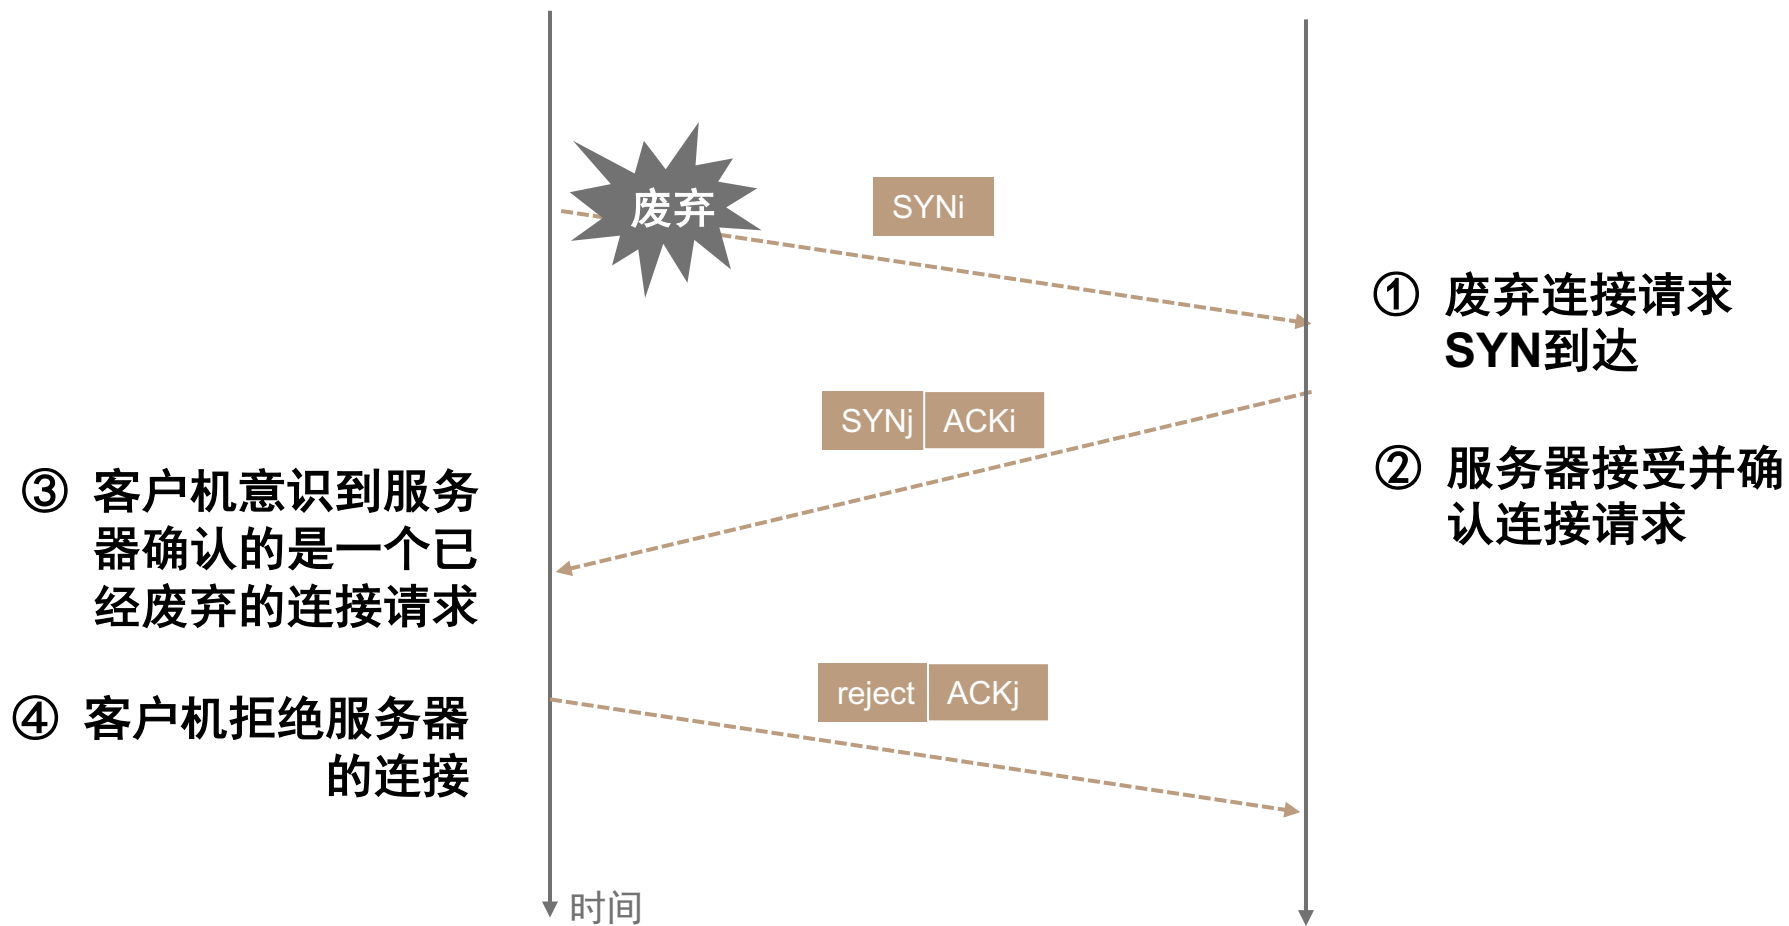 废弃
SYNi
① 废弃连接请求
SYN到达
SYNj ACKi
② 服务器接受并确
认连接请求
③ 客户机意识到服务
器确认的是一个已
经废弃的连接请求
reject ACKj
④ 客户机拒绝服务器
的连接
时间